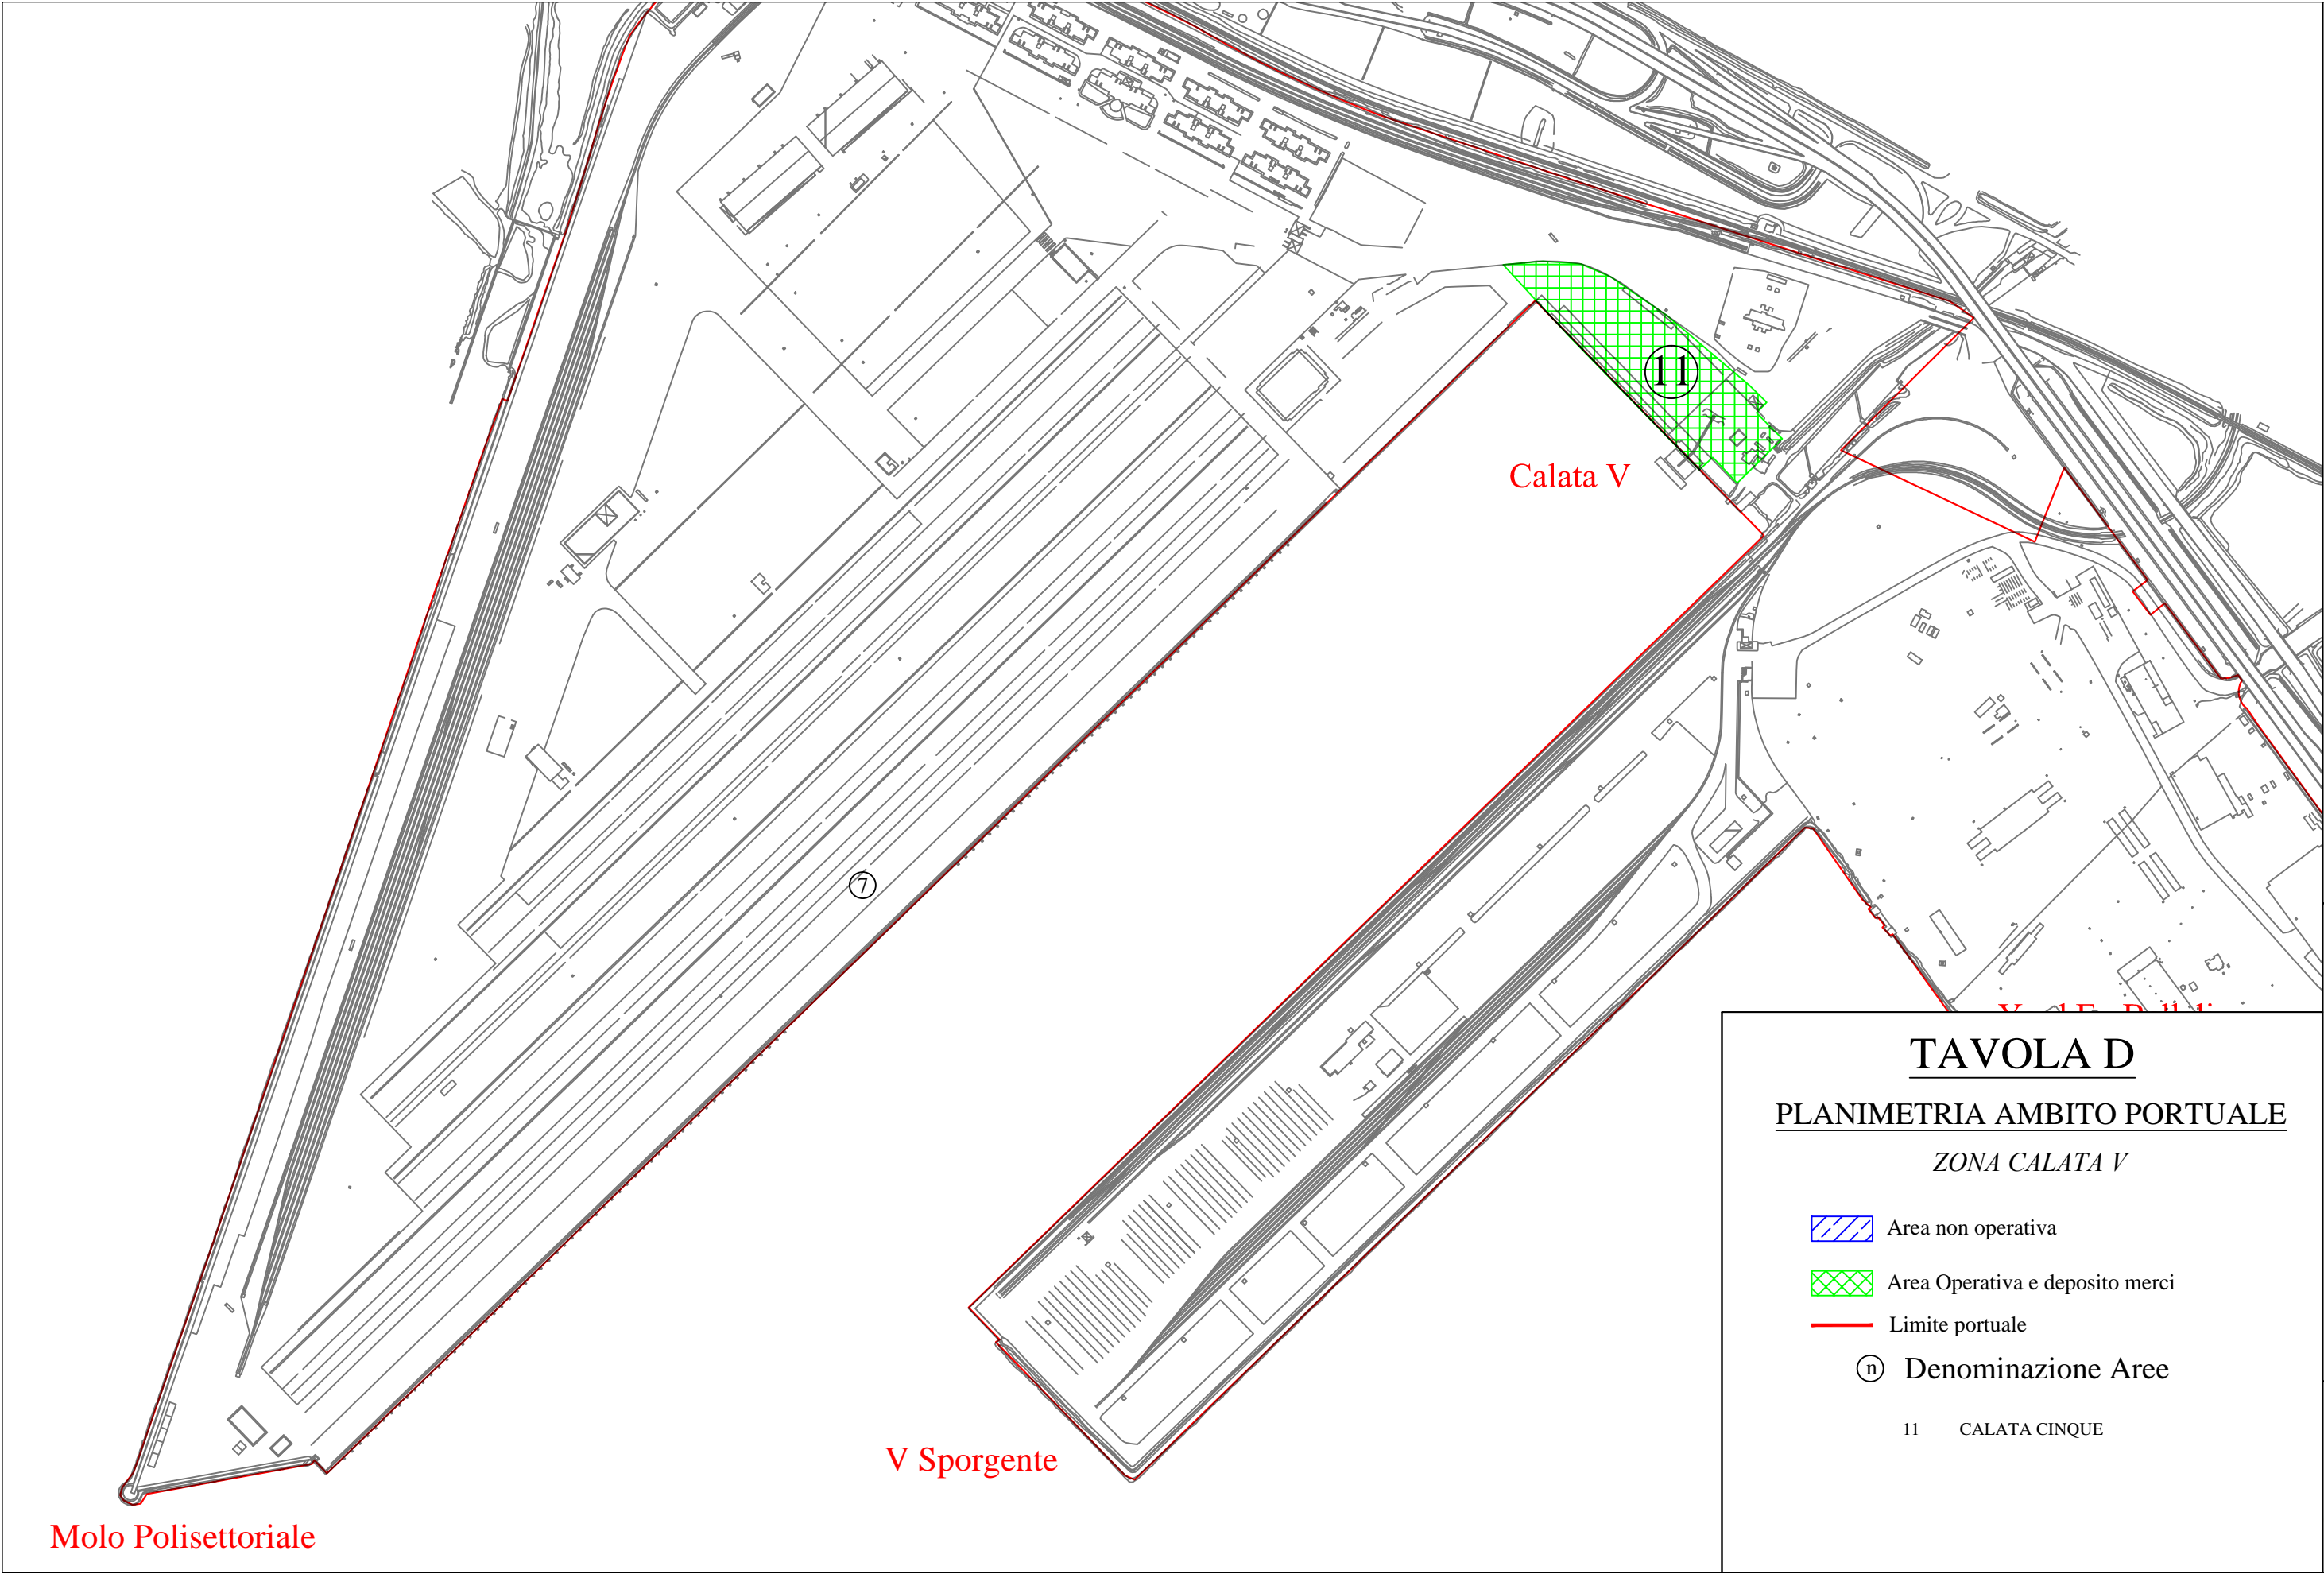 11
Calata V
7
V Sporgente
Molo Polisettoriale
TAVOLA D
PLANIMETRIA AMBITO PORTUALE
ZONA CALATA V
Area non operativa
Area Operativa e deposito merci
Limite portuale
n Denominazione Aree
11 CALATA CINQUE